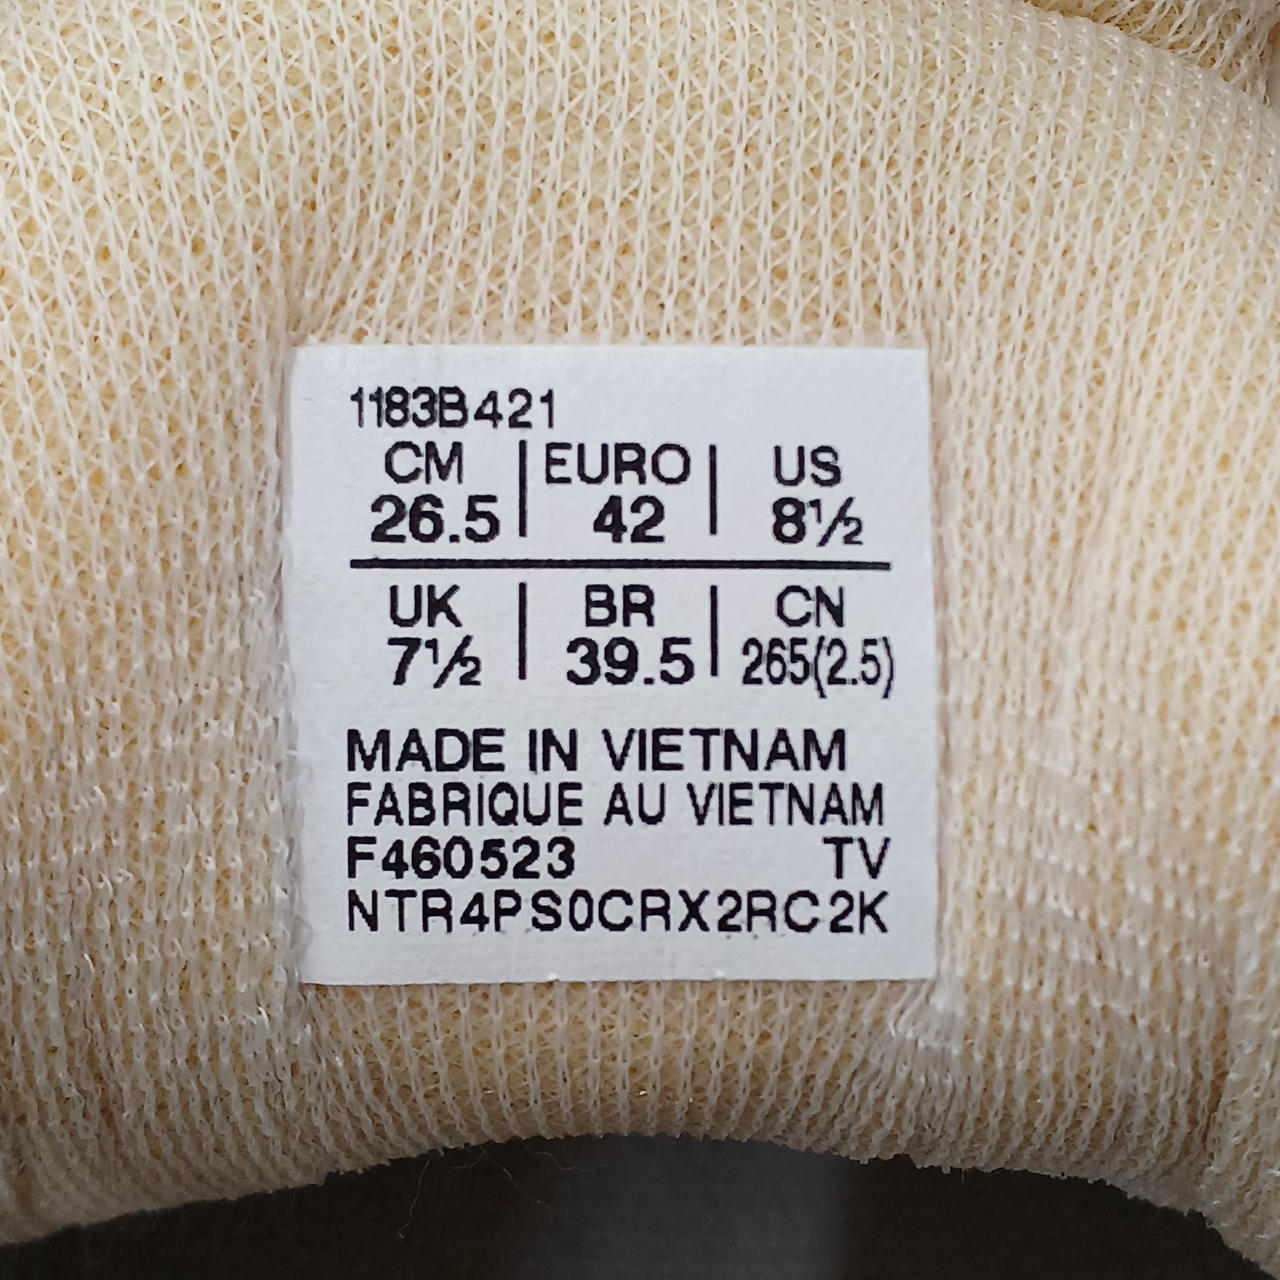 1183B421
CM | EURO | US
26.5 | 42 | 8½
UK | BR | CN
7½ | 39.5 | 265(2.5)
MADE IN VIETNAM
FABRIQUE AU VIETNAM
F460523 TV
NTR4PS0CRX2RC2K